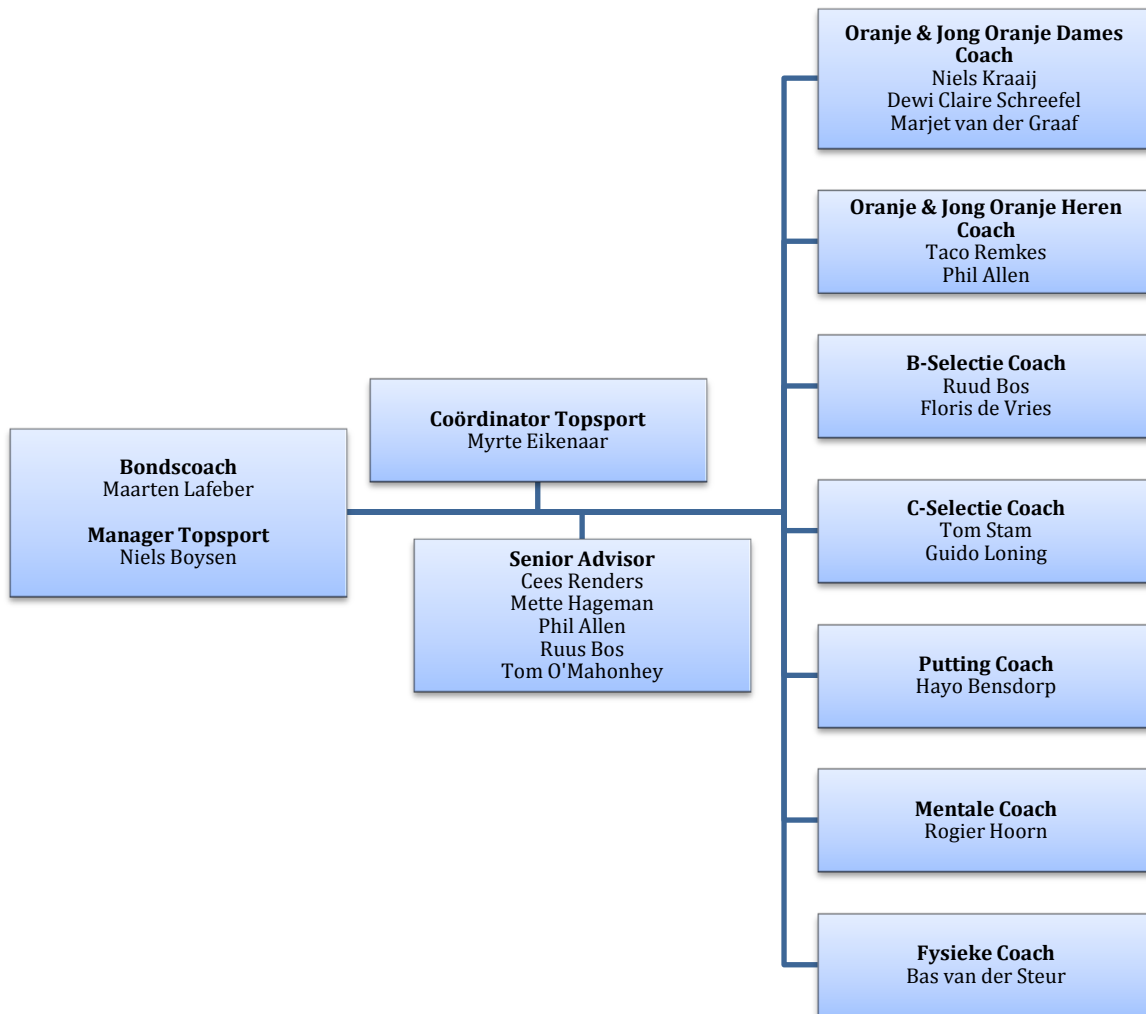 Bondscoach
Maarten Lafeber
Manager Topsport
Niels Boysen
Coördinator Topsport
Myrte Eikenaar
Senior Advisor
Cees Renders
Mette Hageman
Phil Allen
Ruus Bos
Tom O'Mahonhey
Oranje & Jong Oranje Dames
Coach
Niels Kraaij
Dewi Claire Schreefel
Marjet van der Graaf
Oranje & Jong Oranje Heren
Coach
Taco Remkes
Phil Allen
B-Selectie Coach
Ruud Bos
Floris de Vries
C-Selectie Coach
Tom Stam
Guido Loning
Putting Coach
Hayo Bensdorp
Mentale Coach
Rogier Hoorn
Fysieke Coach
Bas van der Steur